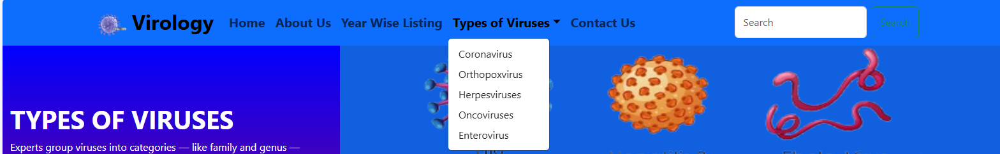 Virology Home About Us Year Wise Listing Types of Viruses Contact Us Search Search
Coronavirus
Orthopoxvirus
Herpesviruses
Oncoviruses
Enterovirus
TYPES OF VIRUSES
Experts group viruses into categories — like family and genus —